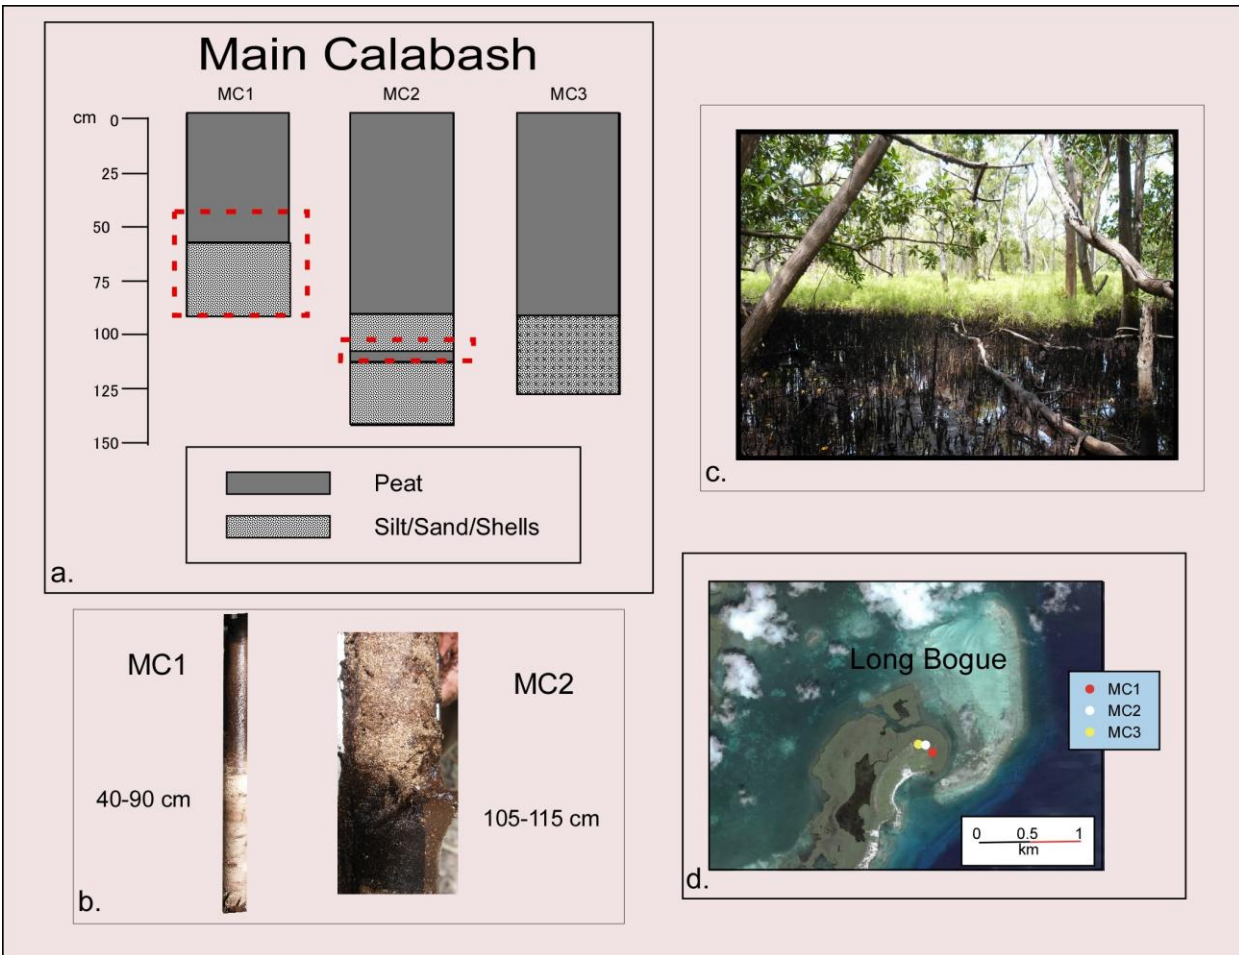 Main Calabash
MC1 MC2 MC3
cm 0
25
50
75
100
125
150
Peat
Silt/Sand/Shells
a.
MC1
40-90 cm
MC2
105-115 cm
b.
c.
Long Bogue
MC1
MC2
MC3
0 0.5 1
km
d.